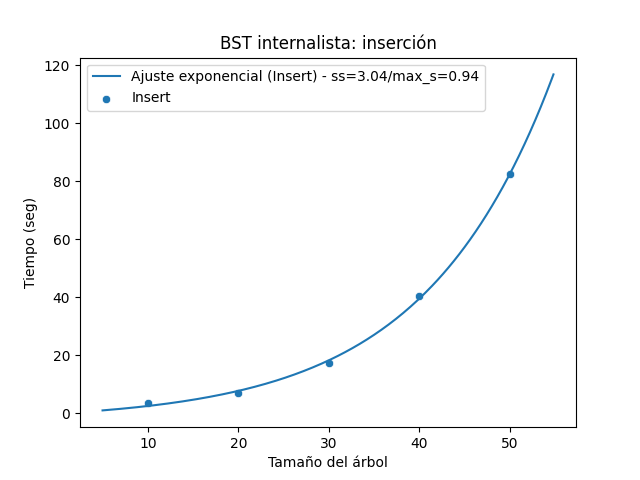 BST internalista: inserción
Ajuste exponencial (Insert) - ss=3.04/max_s=0.94
Insert
120
100
80
60
40
20
0
Tiempo (seg)
10 20 30 40 50
Tamaño del árbol